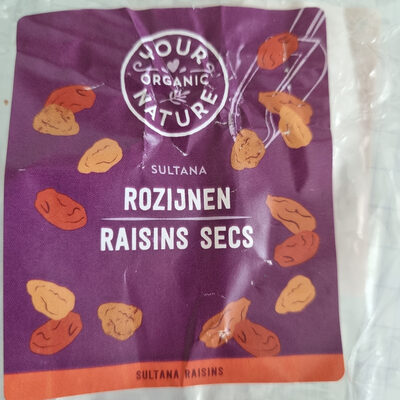 YOUR
ORGANIC
NATURE
SULTANA
ROZIJNEN
RAISINS SECS
SULTANA RAISINS